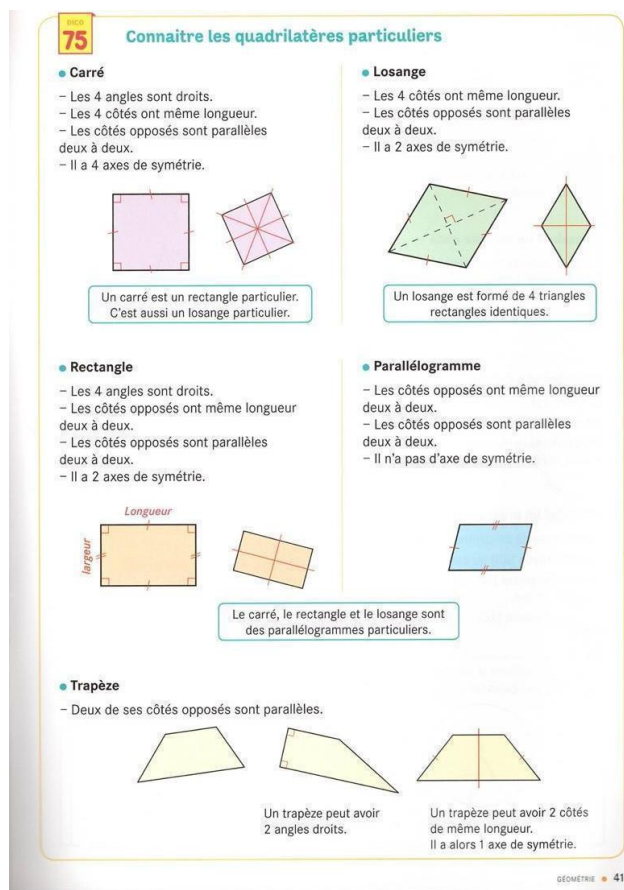 DICO
75
Connaitre les quadrilatères particuliers
• Carré
– Les 4 angles sont droits.
– Les 4 côtés ont même longueur.
– Les côtés opposés sont parallèles
deux à deux.
– Il a 4 axes de symétrie.
Un carré est un rectangle particulier.
C'est aussi un losange particulier.
• Losange
– Les 4 côtés ont même longueur.
– Les côtés opposés sont parallèles
deux à deux.
– Il a 2 axes de symétrie.
Un losange est formé de 4 triangles
rectangles identiques.
• Rectangle
– Les 4 angles sont droits.
– Les côtés opposés ont même longueur
deux à deux.
– Les côtés opposés sont parallèles
deux à deux.
– Il a 2 axes de symétrie.
Longueur
largeur
• Parallélogramme
– Les côtés opposés ont même longueur
deux à deux.
– Les côtés opposés sont parallèles
deux à deux.
– Il n'a pas d'axe de symétrie.
Le carré, le rectangle et le losange sont
des parallélogrammes particuliers.
• Trapèze
– Deux de ses côtés opposés sont parallèles.
Un trapèze peut avoir
2 angles droits.
Un trapèze peut avoir 2 côtés
de même longueur.
Il a alors 1 axe de symétrie.
GÉOMÉTRIE • 41